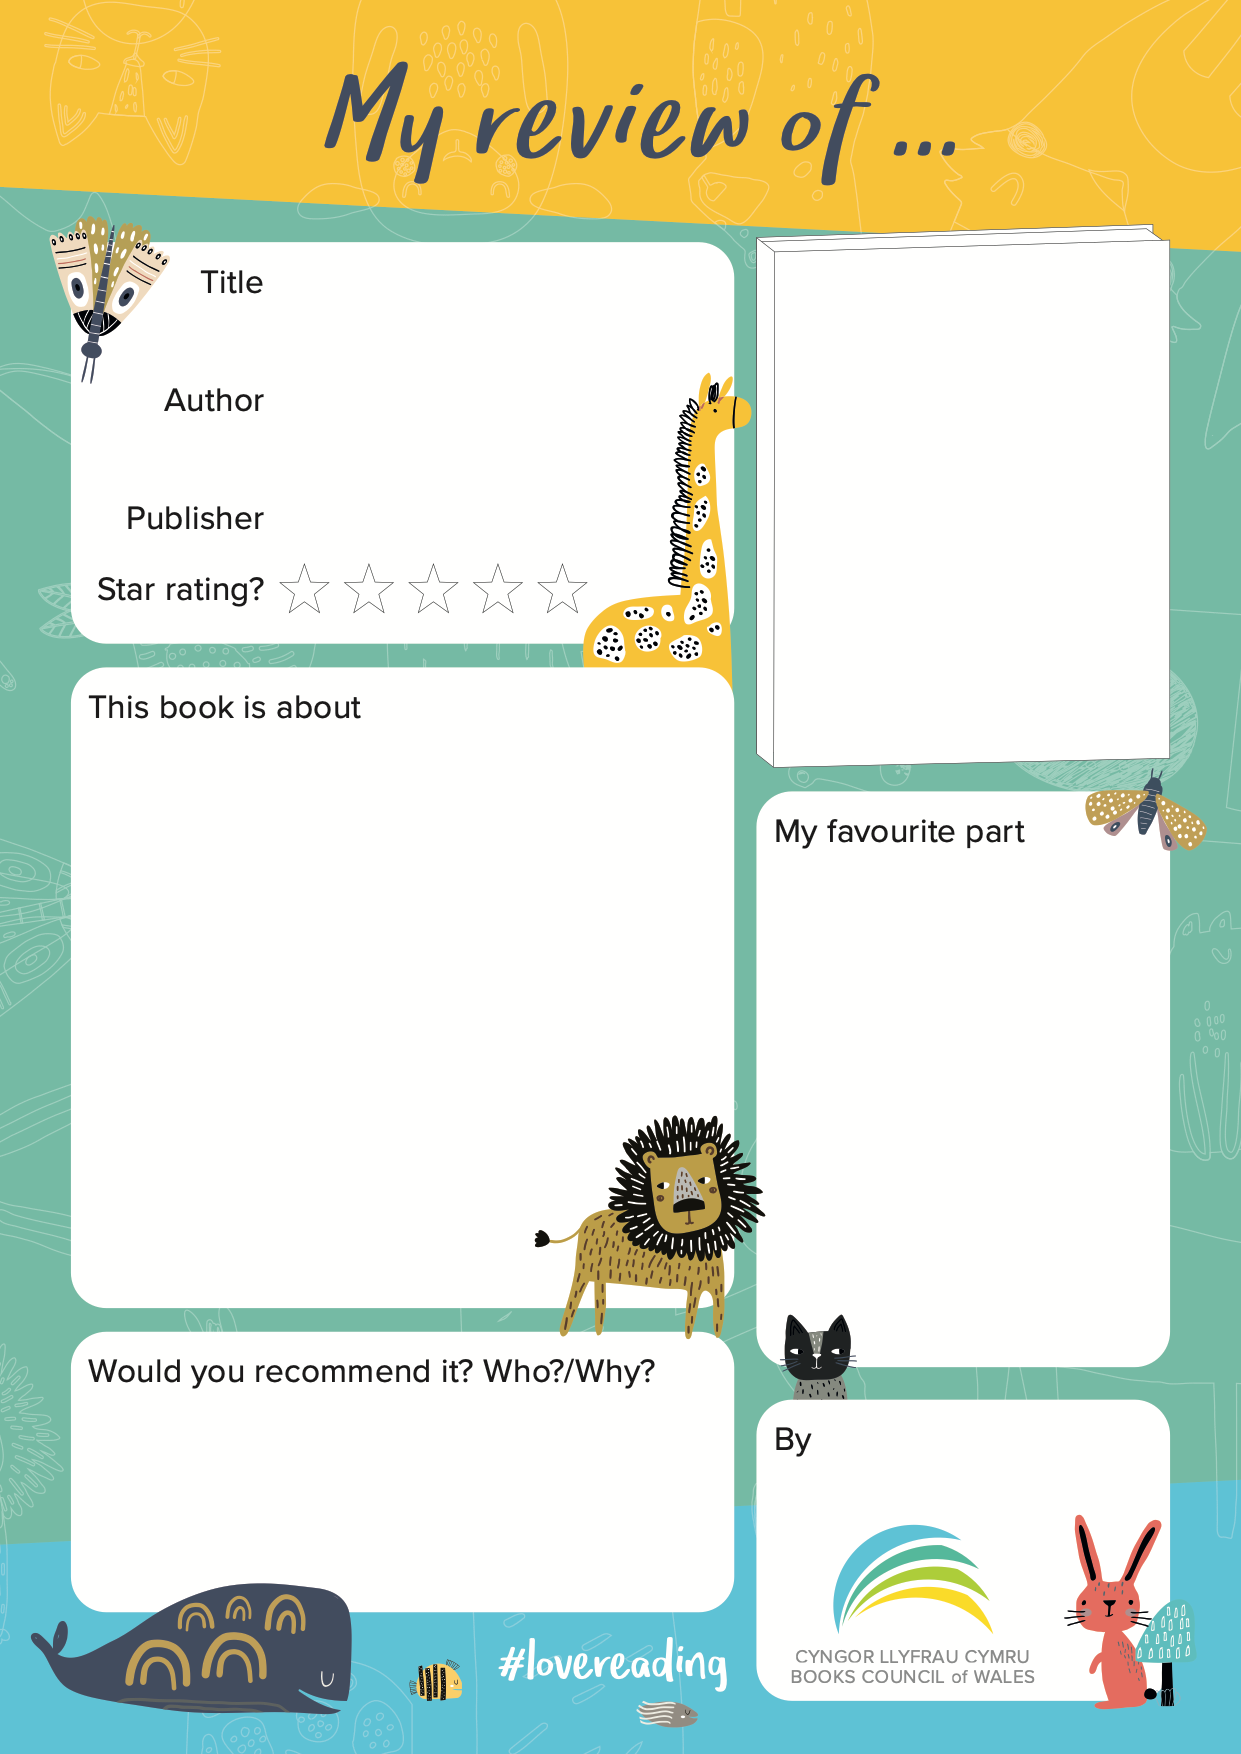 My review of ...
Title
Author
Publisher
Star rating?
This book is about
My favourite part
Would you recommend it? Who?/Why?
By
CYNGOR LLYFRAU CYMRU
BOOKS COUNCIL of WALES
#lovereading